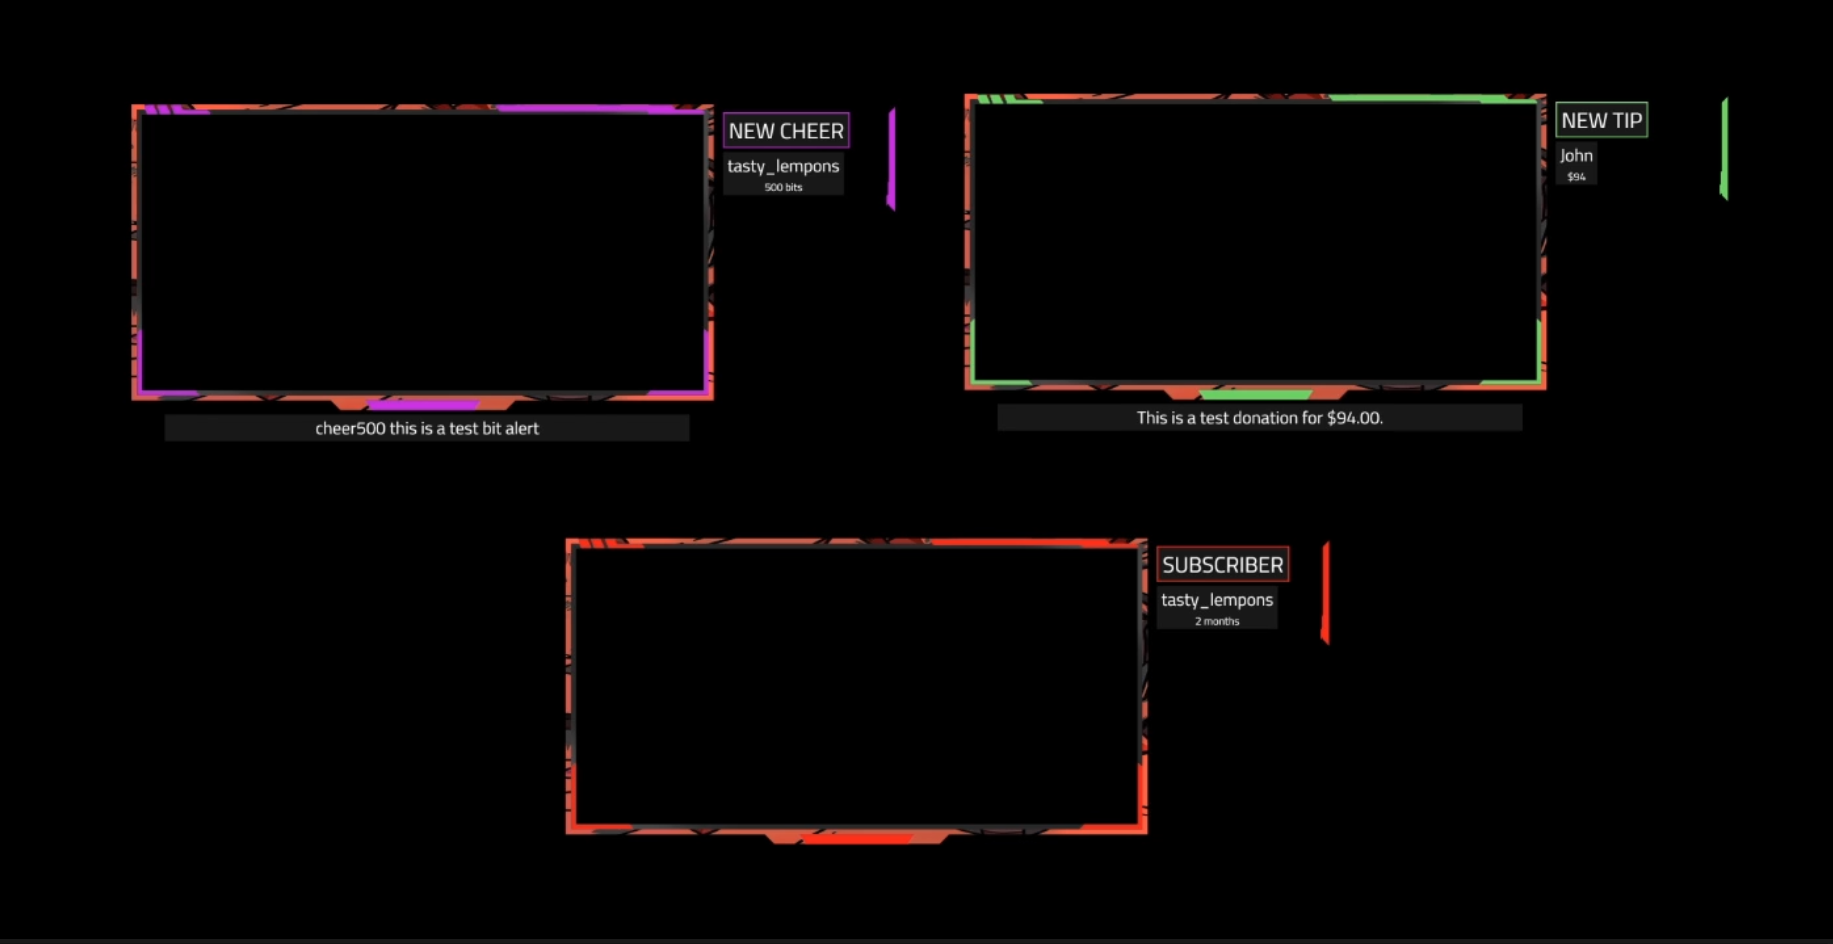 NEW CHEER
tasty_lempons
500 bits
cheer500 this is a test bit alert
NEW TIP
John
$94
This is a test donation for $94.00.
SUBSCRIBER
tasty_lempons
2 months